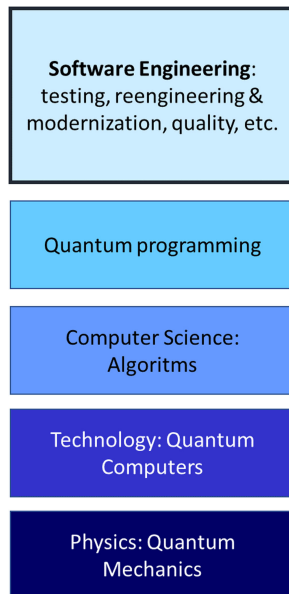 Software Engineering:
testing, reengineering &
modernization, quality, etc.
Quantum programming
Computer Science:
Algoritms
Technology: Quantum
Computers
Physics: Quantum
Mechanics